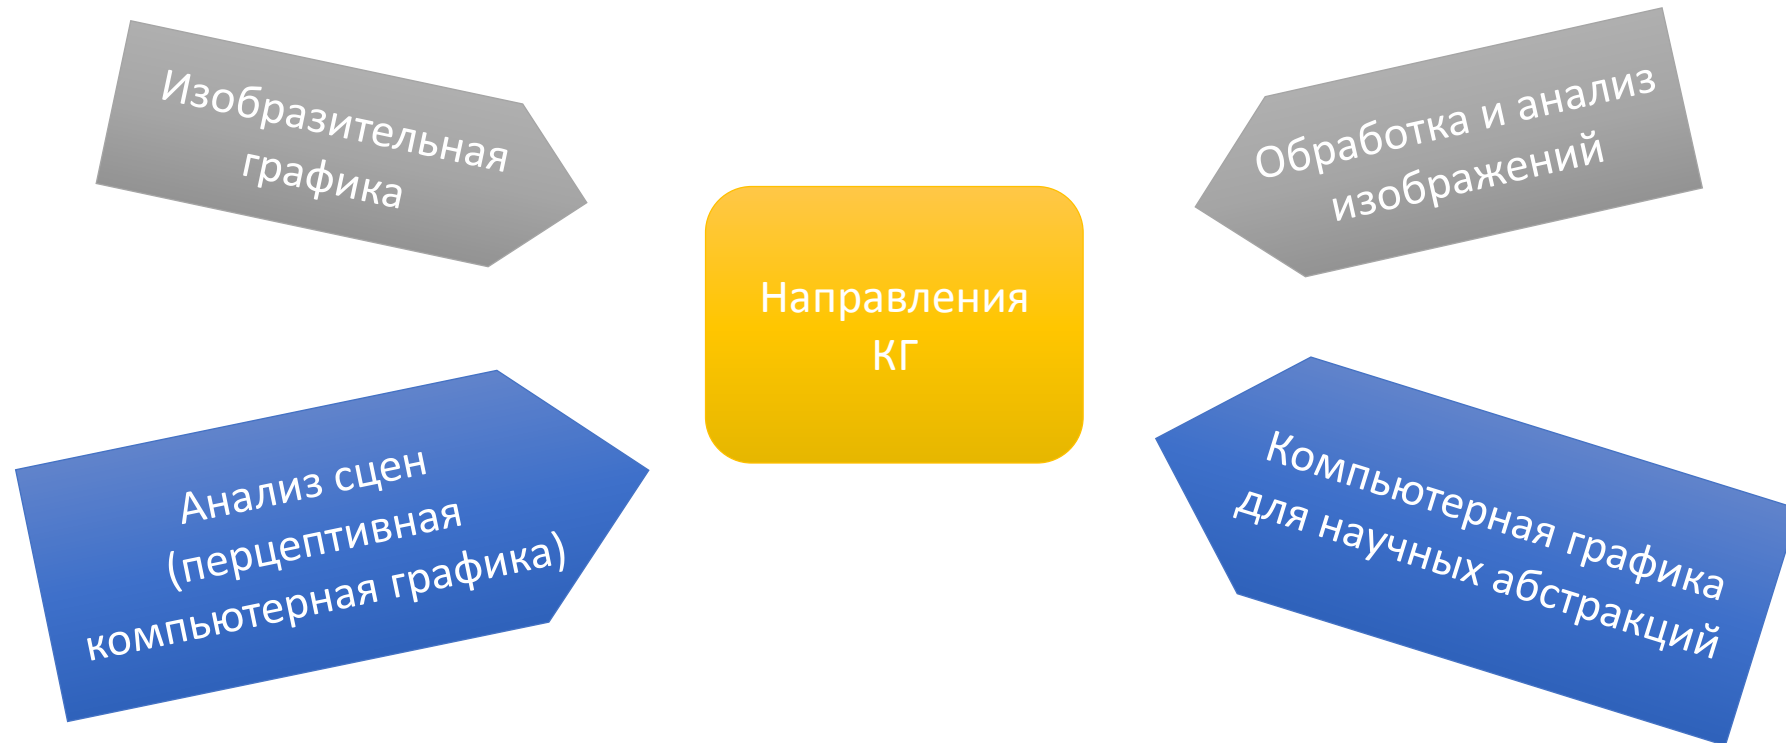 Изобразительная
графика
Обработка и анализ
изображений
Направления
КГ
Анализ сцен
(перцептивная
компьютерная графика)
Компьютерная графика
для научных абстракций